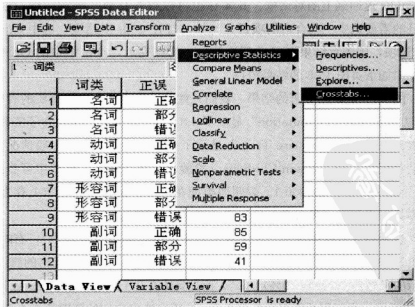 Untitled - SPSS Data Editor
File Edit View Data Transform Analyze Graphs Utilities Window Help
Reports
Descriptive Statistics
Compare Means
General Linear Model
Correlate
Regression
Loglinear
Classify
Data Reduction
Scale
Nonparametric Tests
Survival
Multiple Response
Frequencies...
Descriptives...
Explore...
Crosstabs...
1 : 词类
词类 正误
1 名词 正确
2 名词 部分
3 名词 错误
4 动词 正确
5 动词 部分
6 动词 错误
7 形容词 正确
8 形容词 部分
9 形容词 错误 83
10 副词 正确 85
11 副词 部分 59
12 副词 错误 41
13
Data View Variable View
Crosstabs SPSS Processor is ready